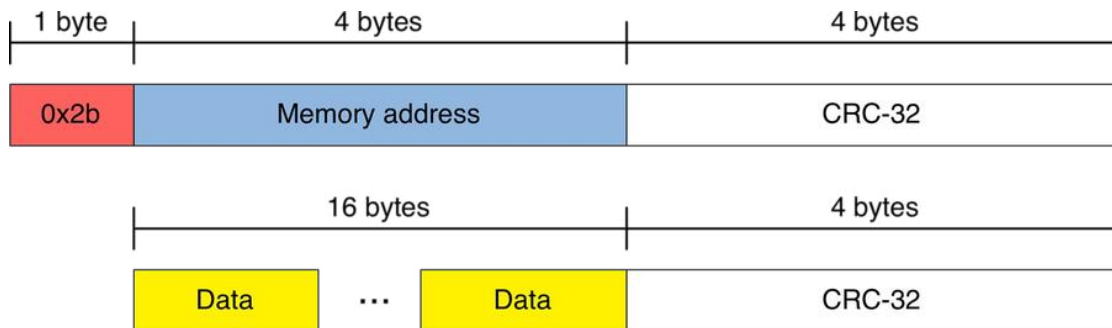 1 byte 4 bytes 4 bytes
0x2b Memory address CRC-32
16 bytes 4 bytes
Data ... Data CRC-32